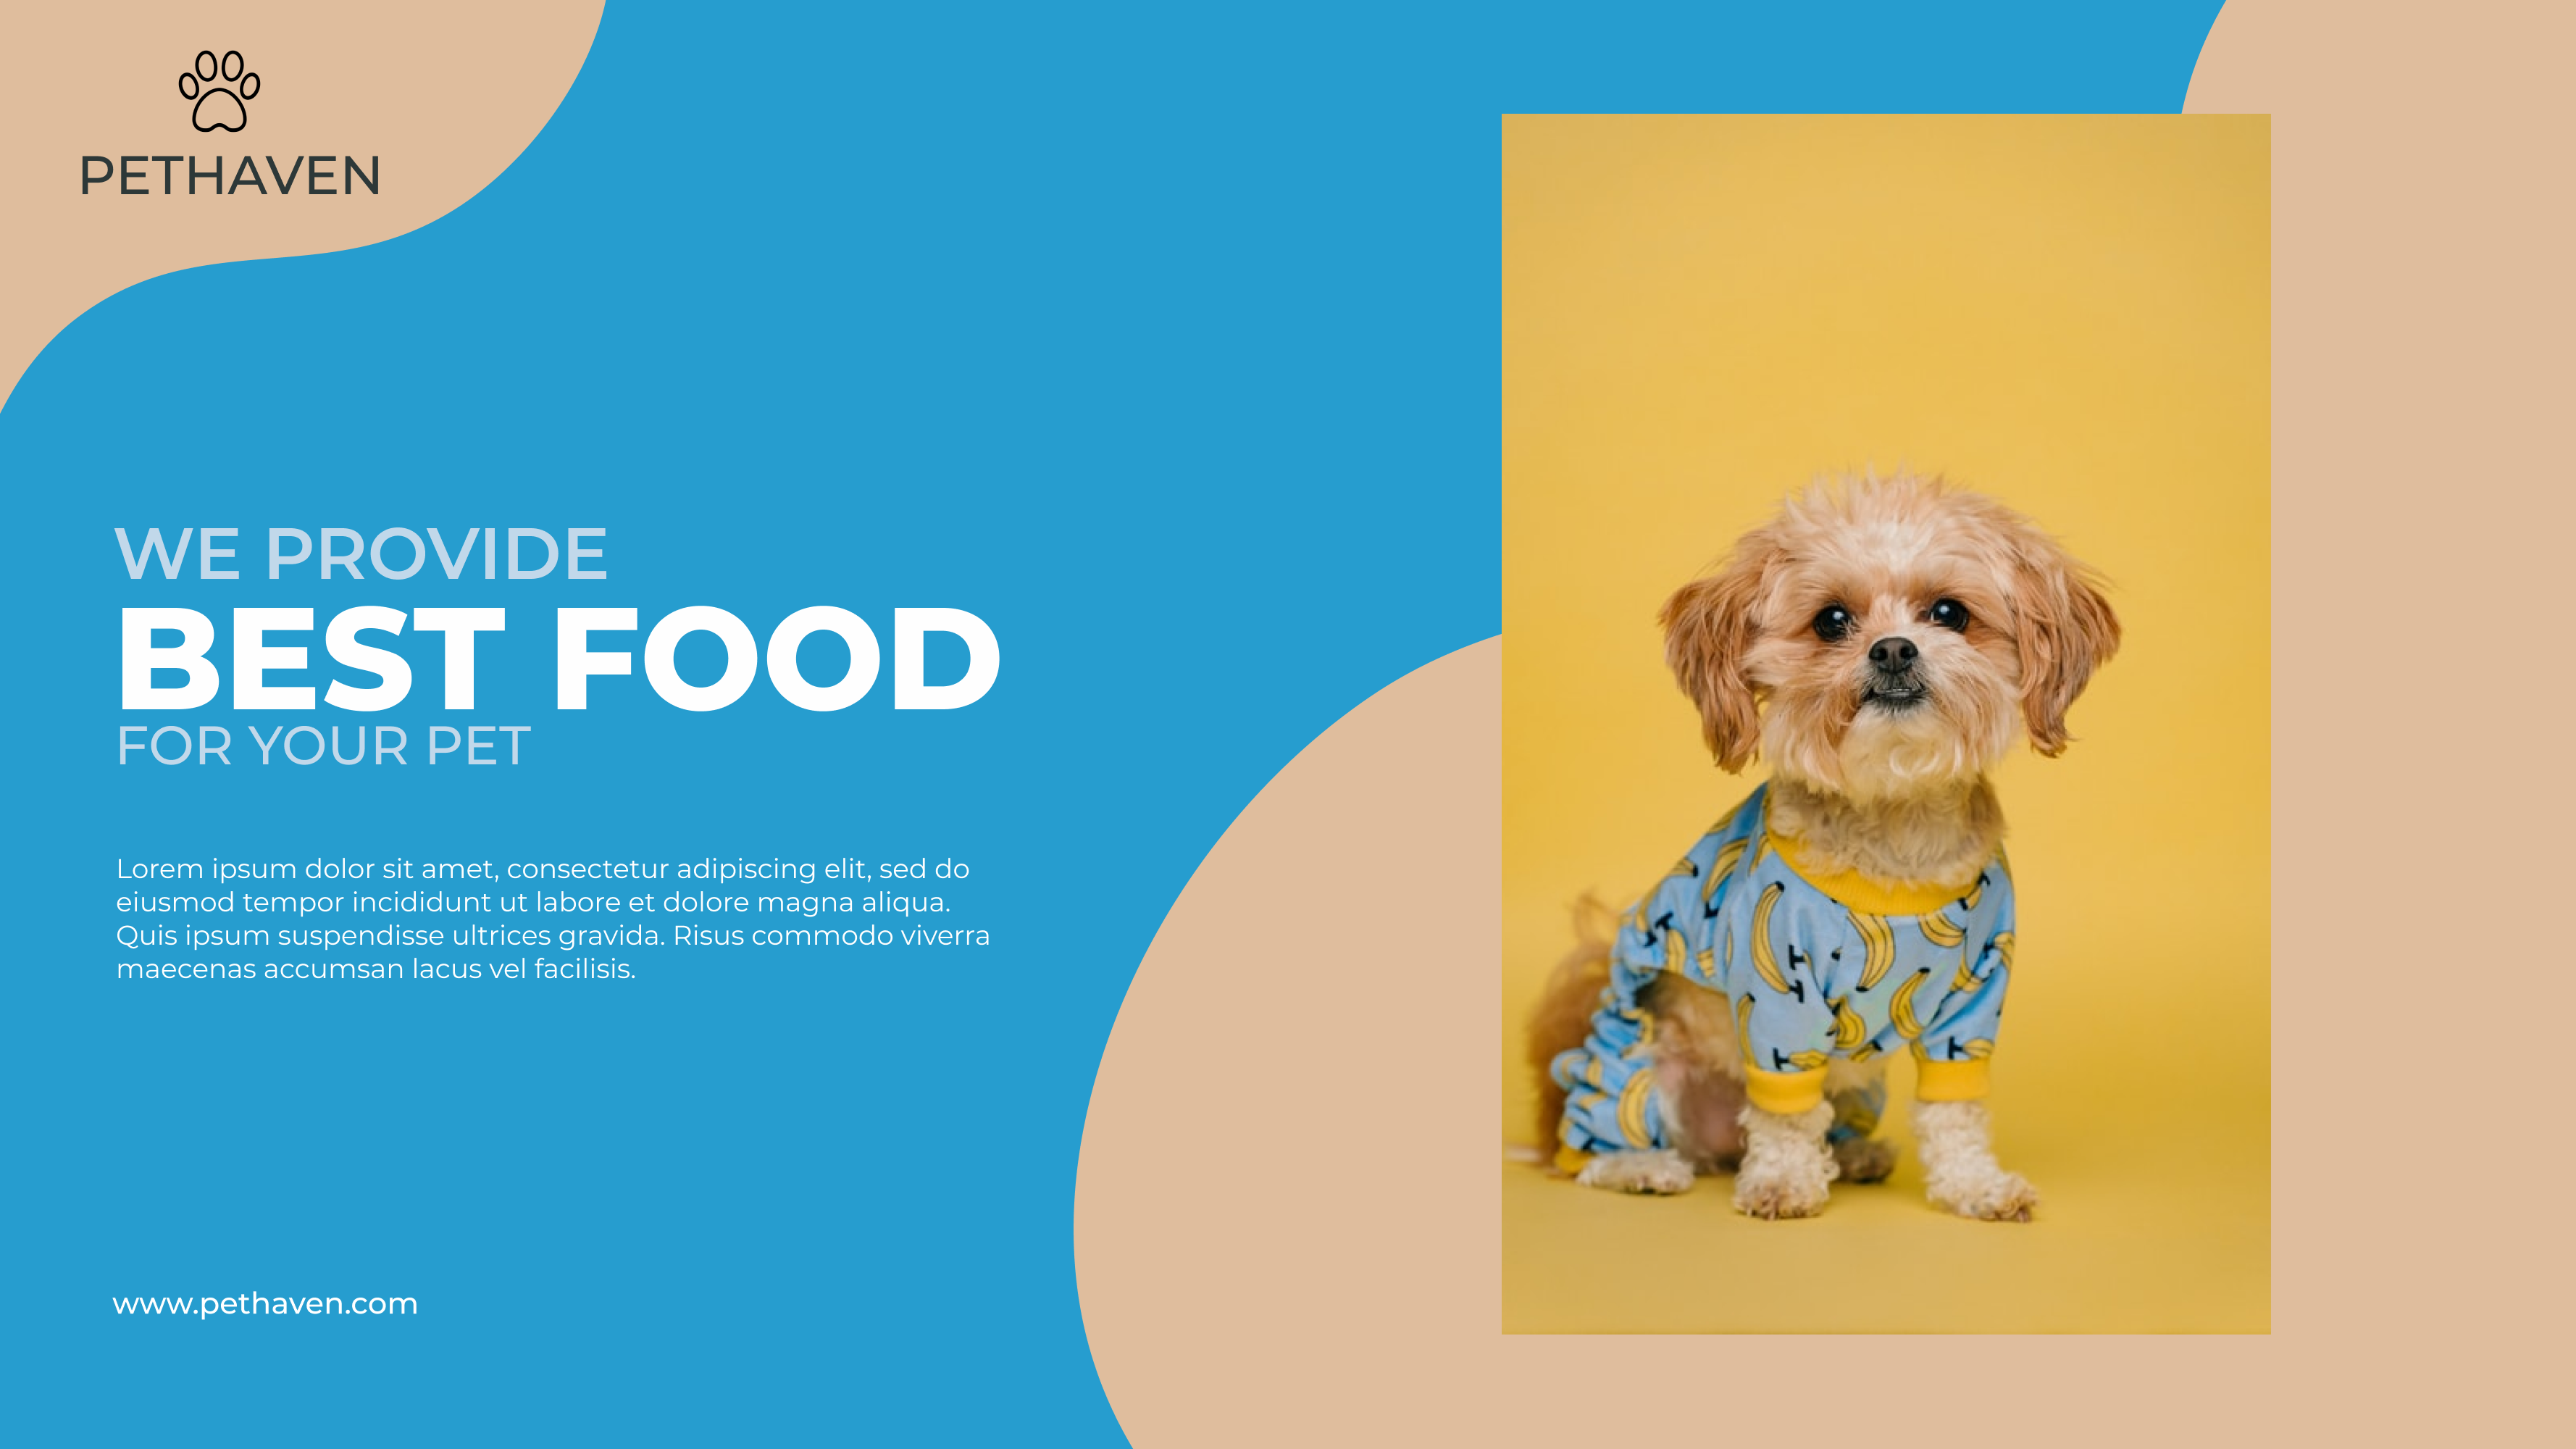 PETHAVEN
WE PROVIDE
BEST FOOD
FOR YOUR PET
Lorem ipsum dolor sit amet, consectetur adipiscing elit, sed do
eiusmod tempor incididunt ut labore et dolore magna aliqua.
Quis ipsum suspendisse ultrices gravida. Risus commodo viverra
maecenas accumsan lacus vel facilisis.
www.pethaven.com